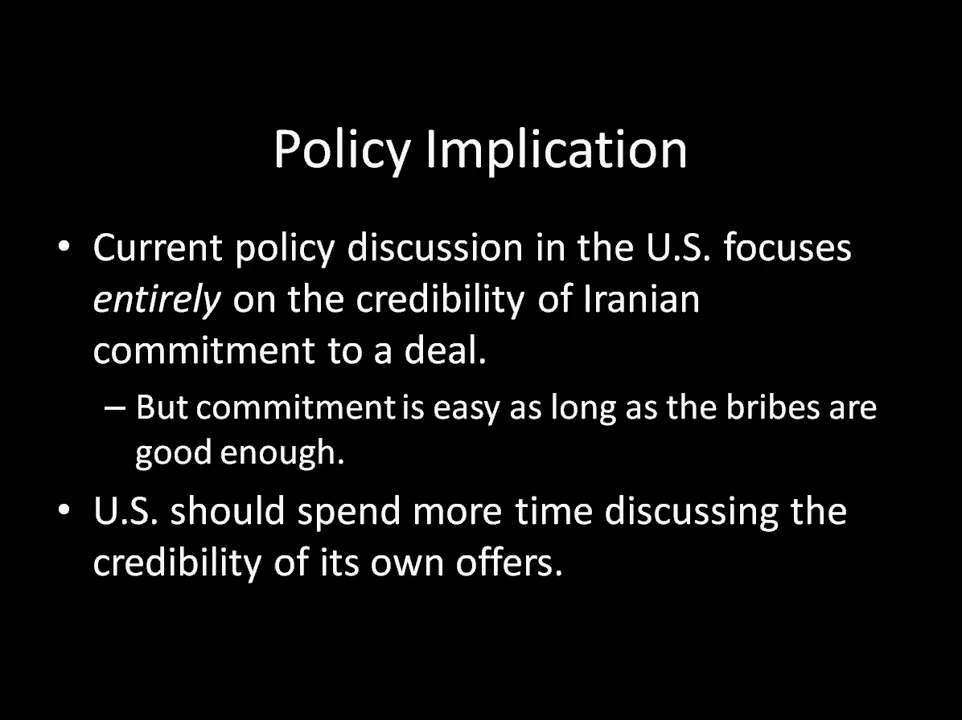 Policy Implication
• Current policy discussion in the U.S. focuses
entirely on the credibility of Iranian
commitment to a deal.
– But commitment is easy as long as the bribes are
good enough.
• U.S. should spend more time discussing the
credibility of its own offers.